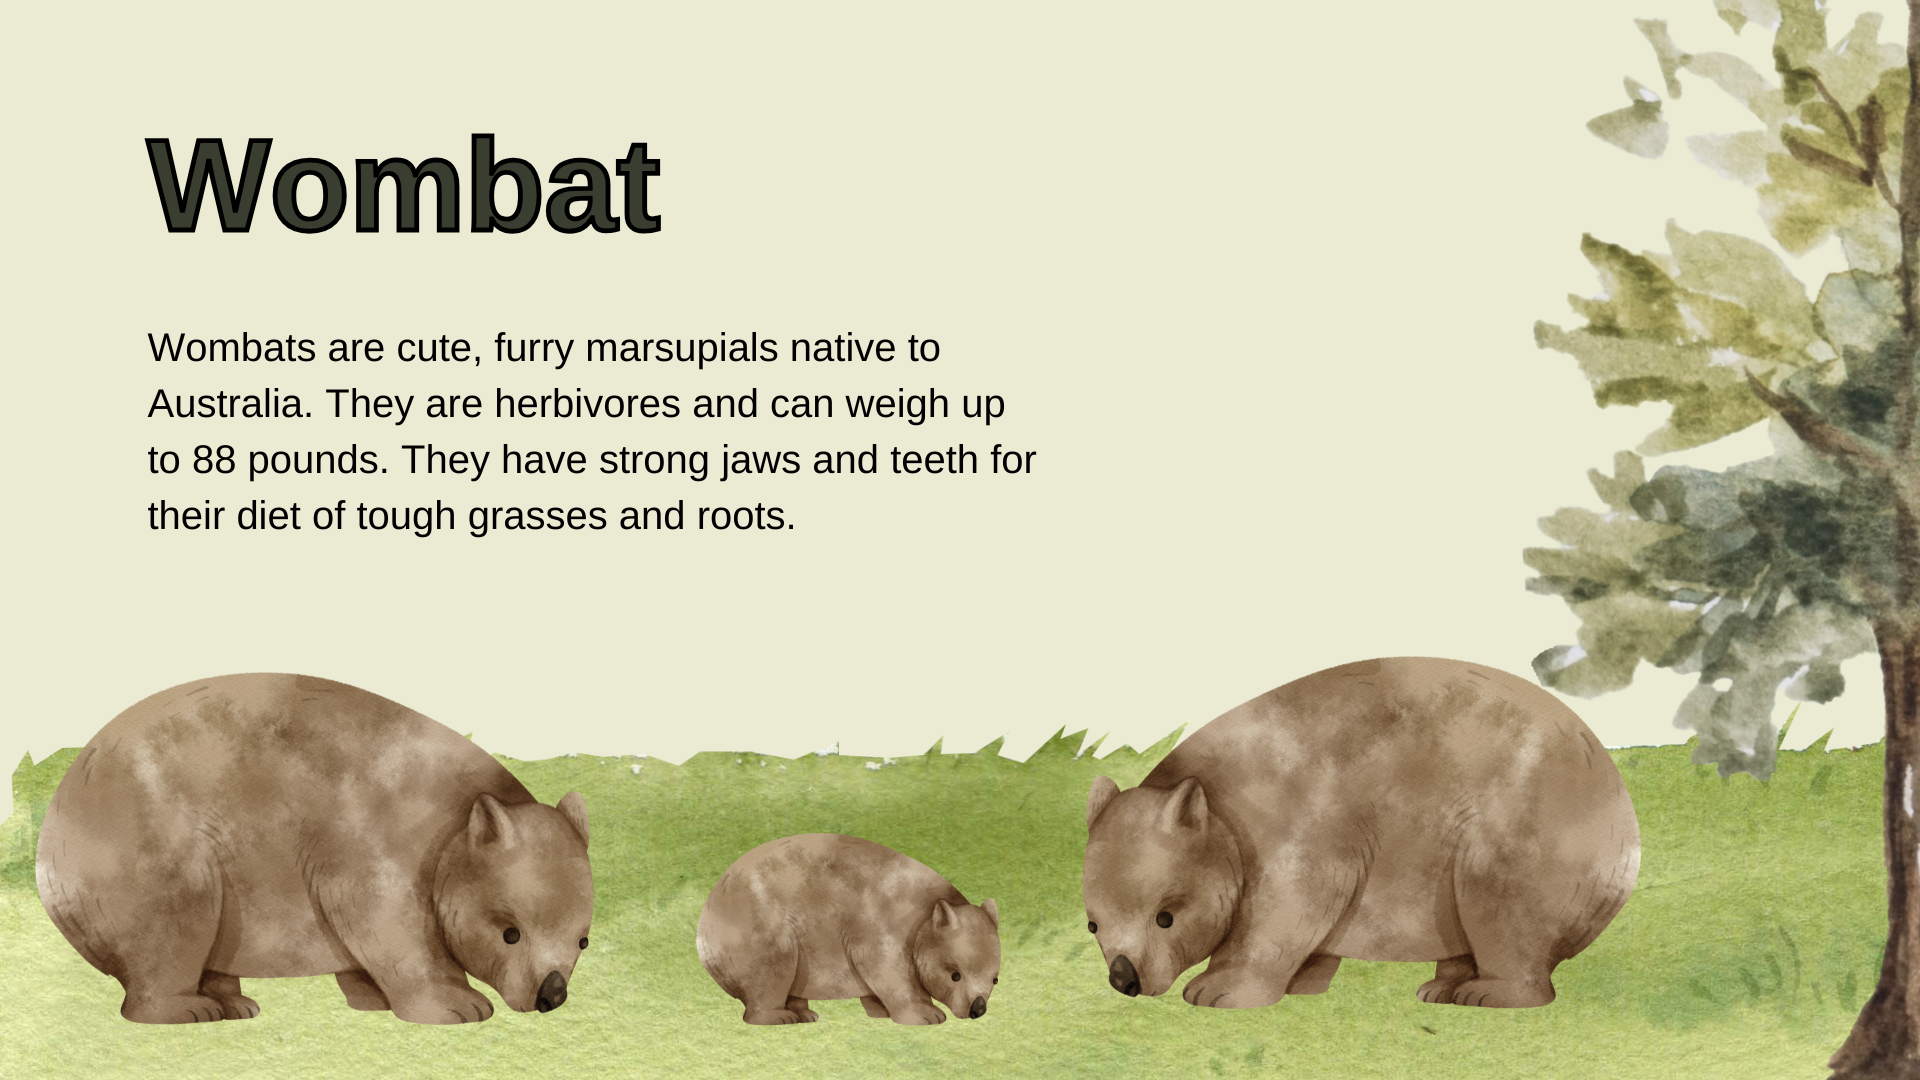 Wombat
Wombats are cute, furry marsupials native to
Australia. They are herbivores and can weigh up
to 88 pounds. They have strong jaws and teeth for
their diet of tough grasses and roots.